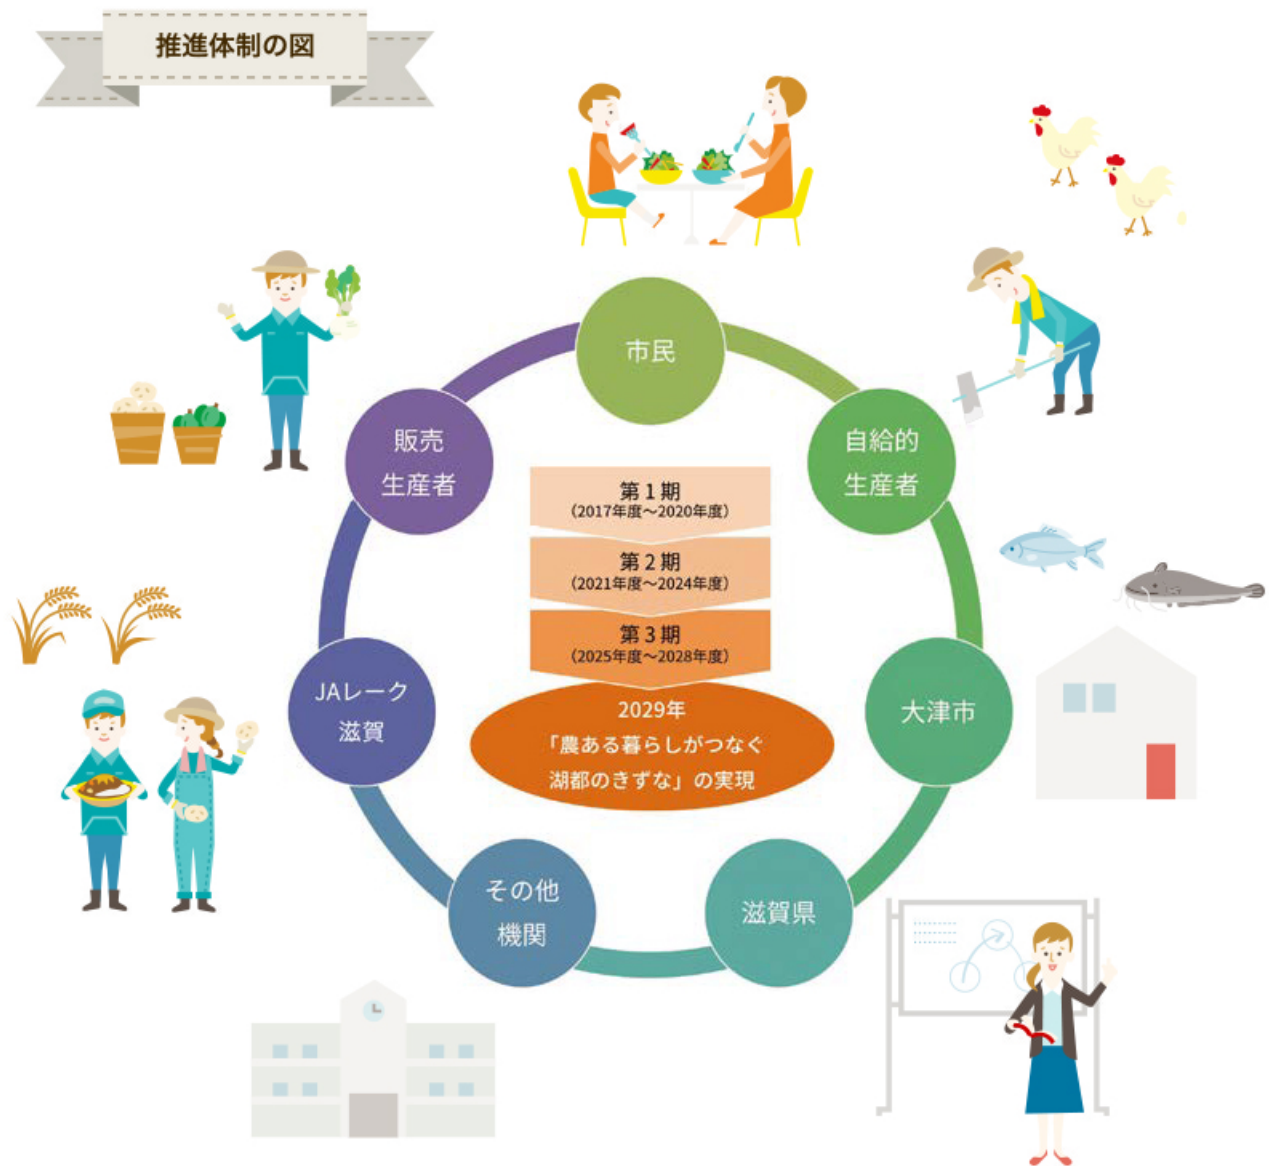 推進体制の図
市民
販売
生産者
自給的
生産者
第1期
（2017年度～2020年度）
第2期
（2021年度～2024年度）
第3期
（2025年度～2028年度）
2029年
「農ある暮らしがつなぐ
湖都のきずな」の実現
JAレーク
滋賀
大津市
その他
機関
滋賀県